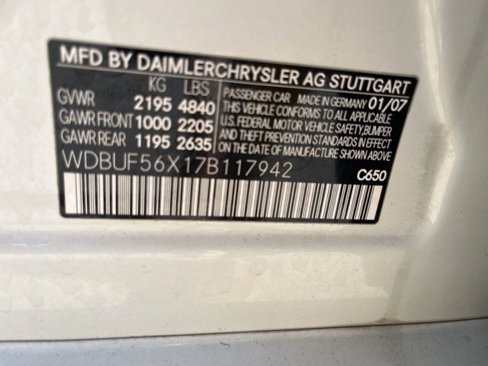 MFD BY DAIMLERCHRYSLER AG STUTTGART
KG LBS
GVWR 2195 4840
GAWR FRONT 1000 2205
GAWR REAR 1195 2635
PASSENGER CAR MADE IN GERMANY 01/07
THIS VEHICLE CONFORMS TO ALL APPLICABLE
U.S. FEDERAL MOTOR VEHICLE SAFETY, BUMPER
AND THEFT PREVENTION STANDARDS IN EFFECT ON
THE DATE OF MANUFACTURE SHOWN ABOVE
WDBUF56X17B117942
C650